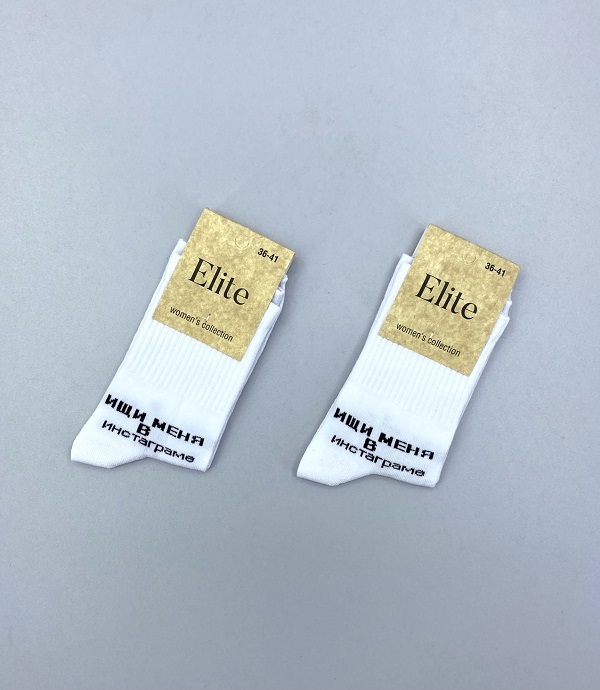 36-41
Elite
women's collection
ИЩИ МЕНЯ
В
инстаграме
36-41
Elite
women's collection
ИЩИ МЕНЯ
В
инстаграме